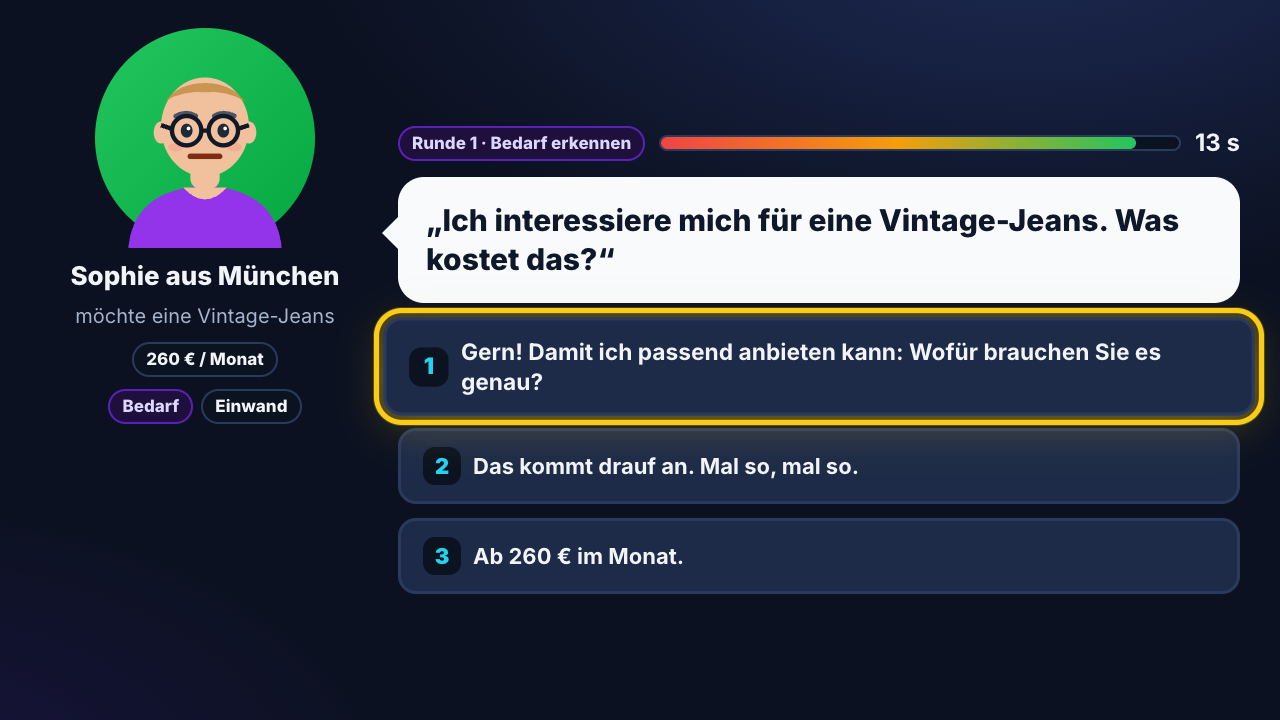 Sophie aus München
möchte eine Vintage-Jeans
260 € / Monat
Bedarf
Einwand
Runde 1 · Bedarf erkennen
13 s
„Ich interessiere mich für eine Vintage-Jeans. Was
kostet das?“
1
Gern! Damit ich passend anbieten kann: Wofür brauchen Sie es
genau?
2
Das kommt drauf an. Mal so, mal so.
3
Ab 260 € im Monat.